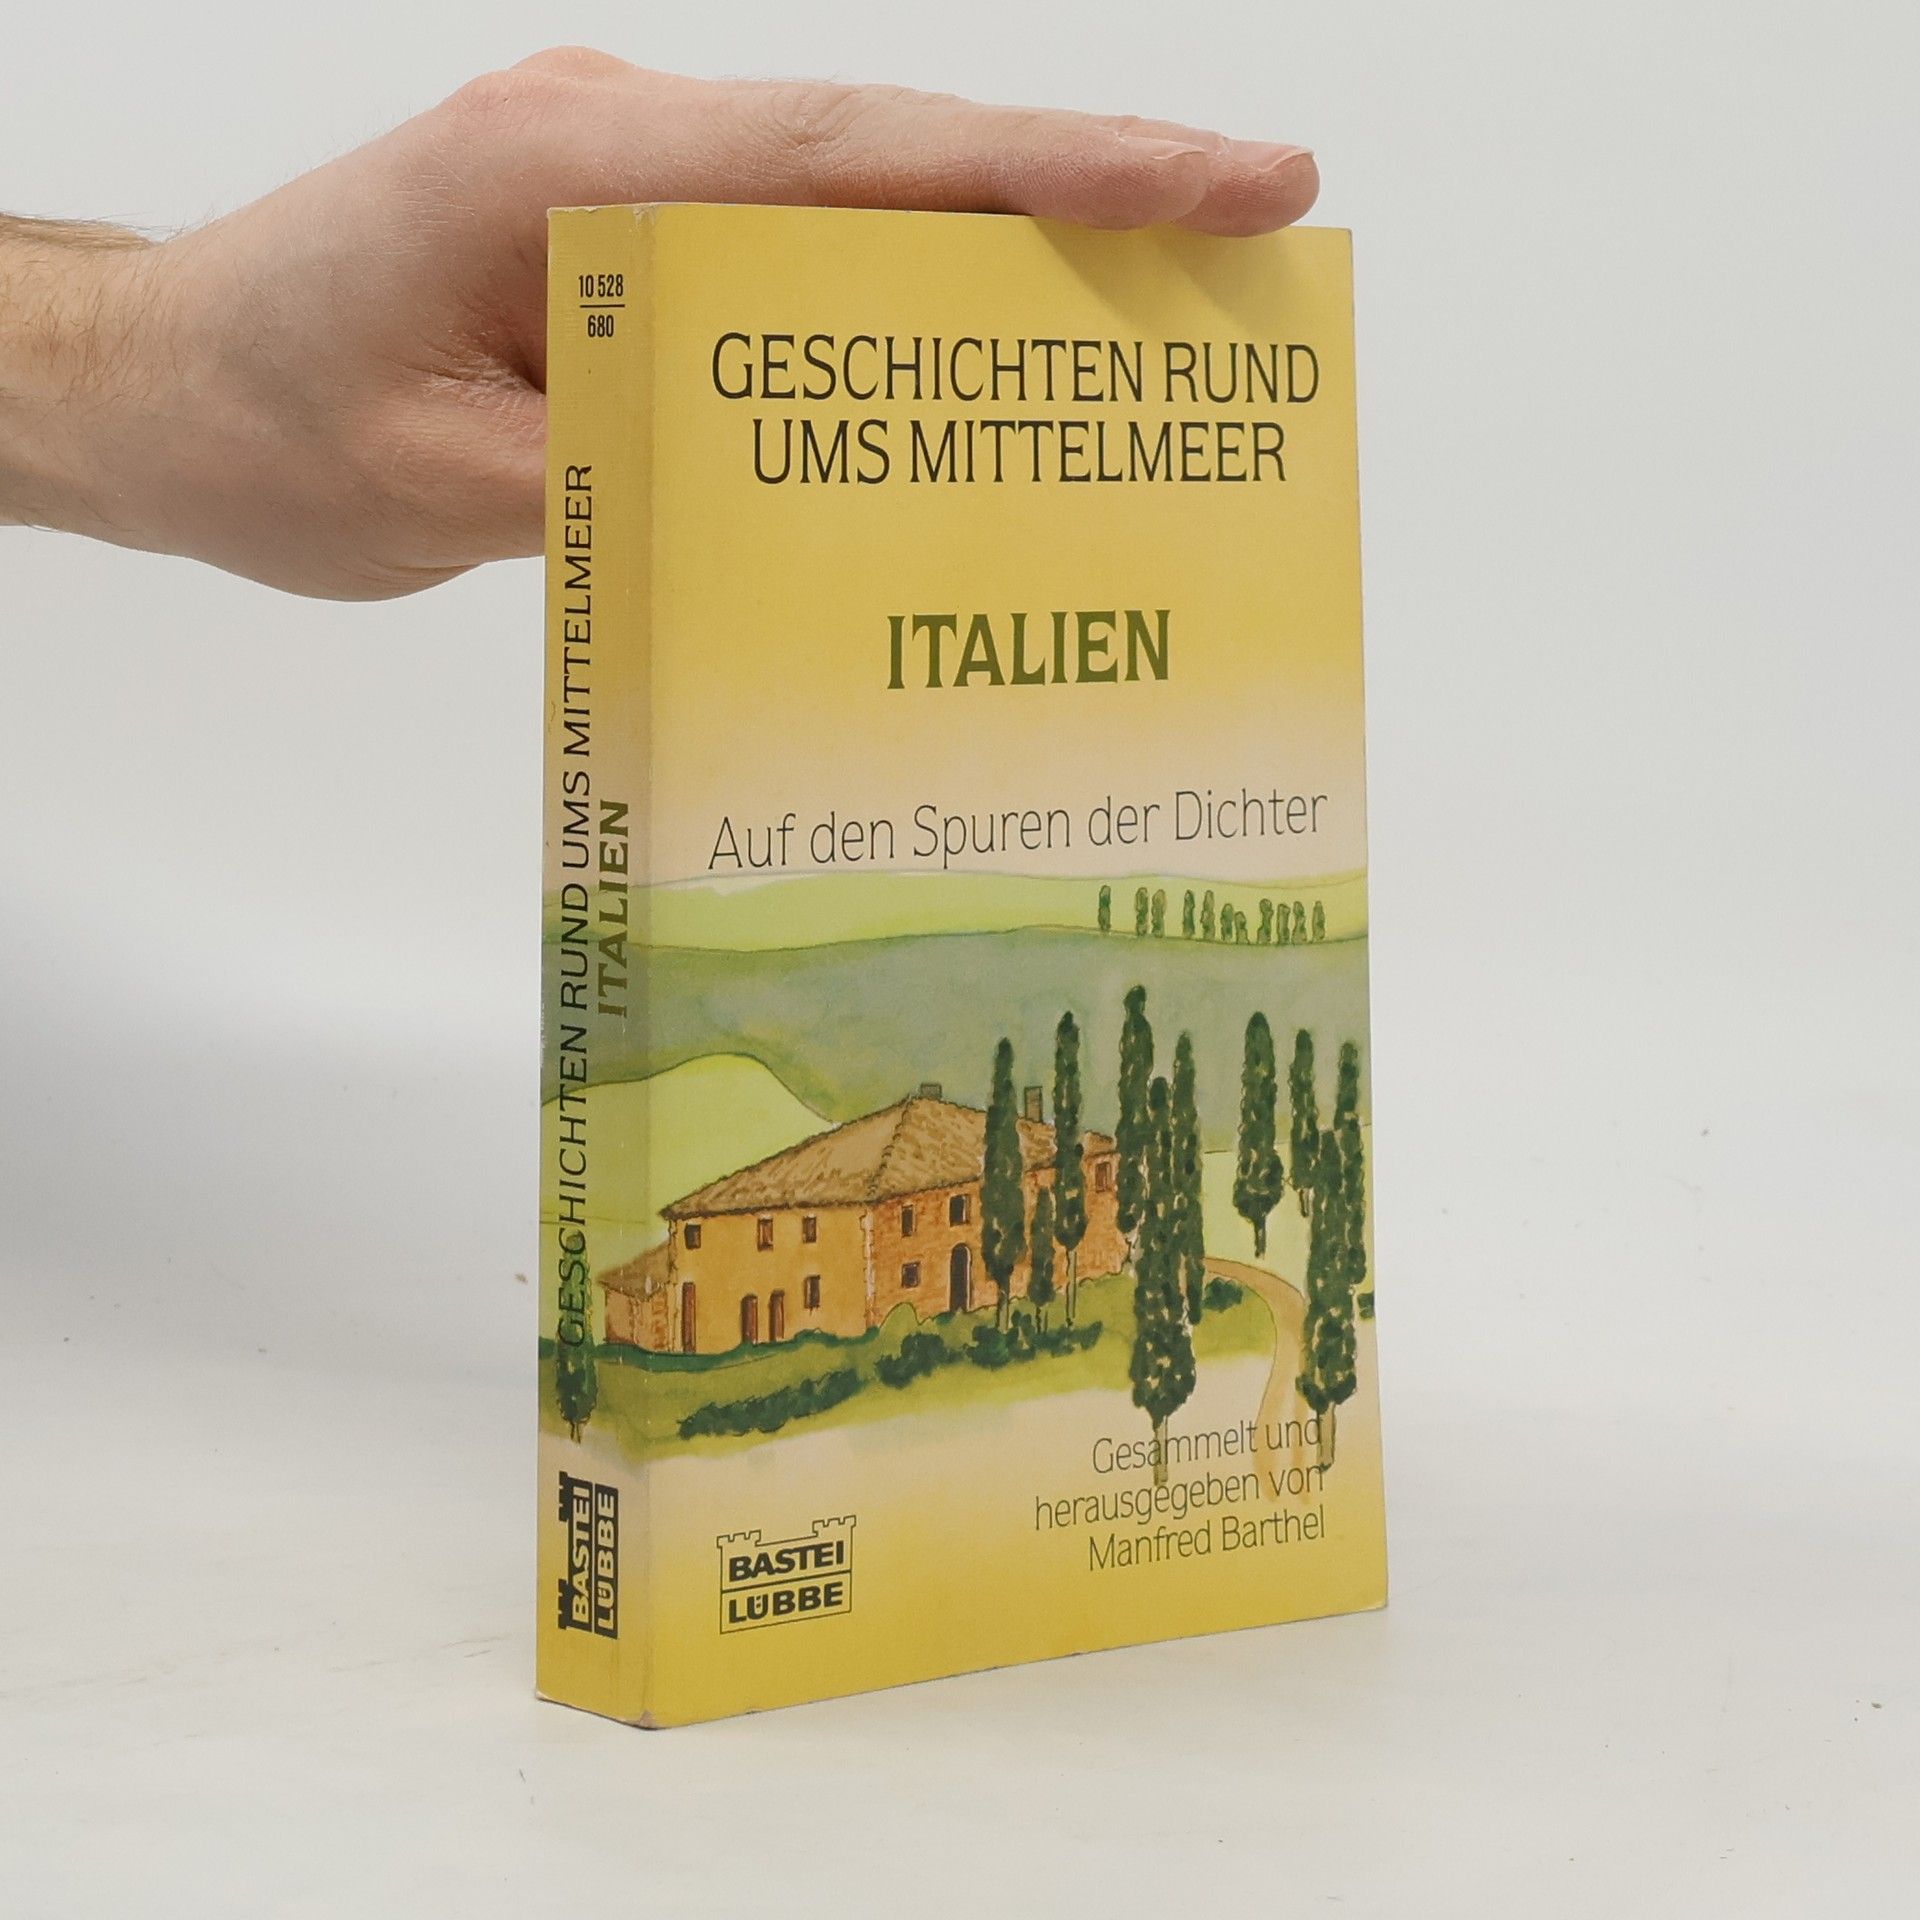 10 528
680
GESCHICHTEN RUND UMS MITTELMEER
ITALIEN
BASTEI
LÜBBE
GESCHICHTEN RUND
UMS MITTELMEER
ITALIEN
Auf den Spuren der Dichter
Gesammelt und
herausgegeben von
Manfred Barthel
BASTEI
LÜBBE